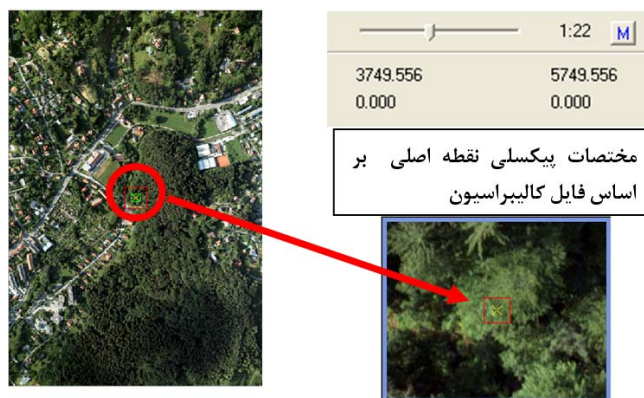 1:22 M
3749.556 5749.556
0.000 0.000
مختصات پیکسلی نقطه اصلی بر
اساس فایل کالیبراسیون